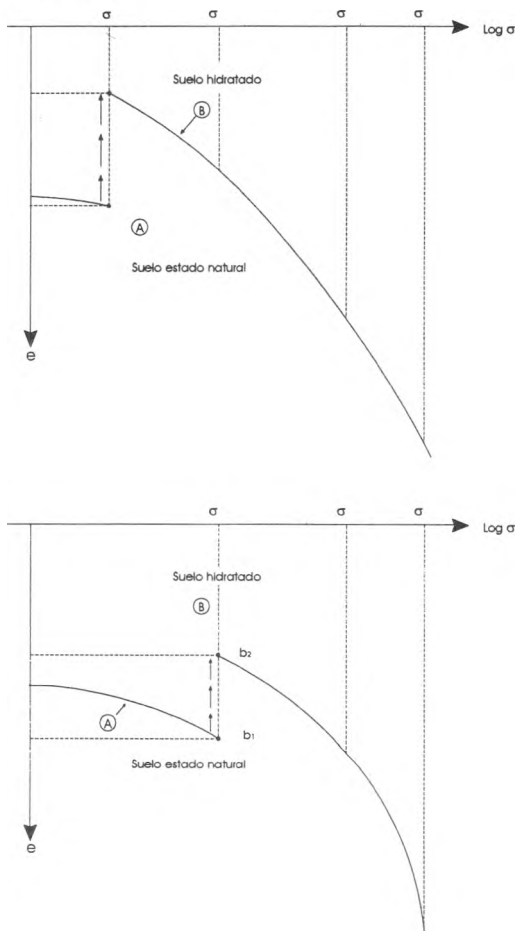 σ σ σ σ
Log σ
Suelo hidratado
B
A
Suelo estado natural
e
σ σ σ
Log σ
Suelo hidratado
B
b2
A
b1
Suelo estado natural
e